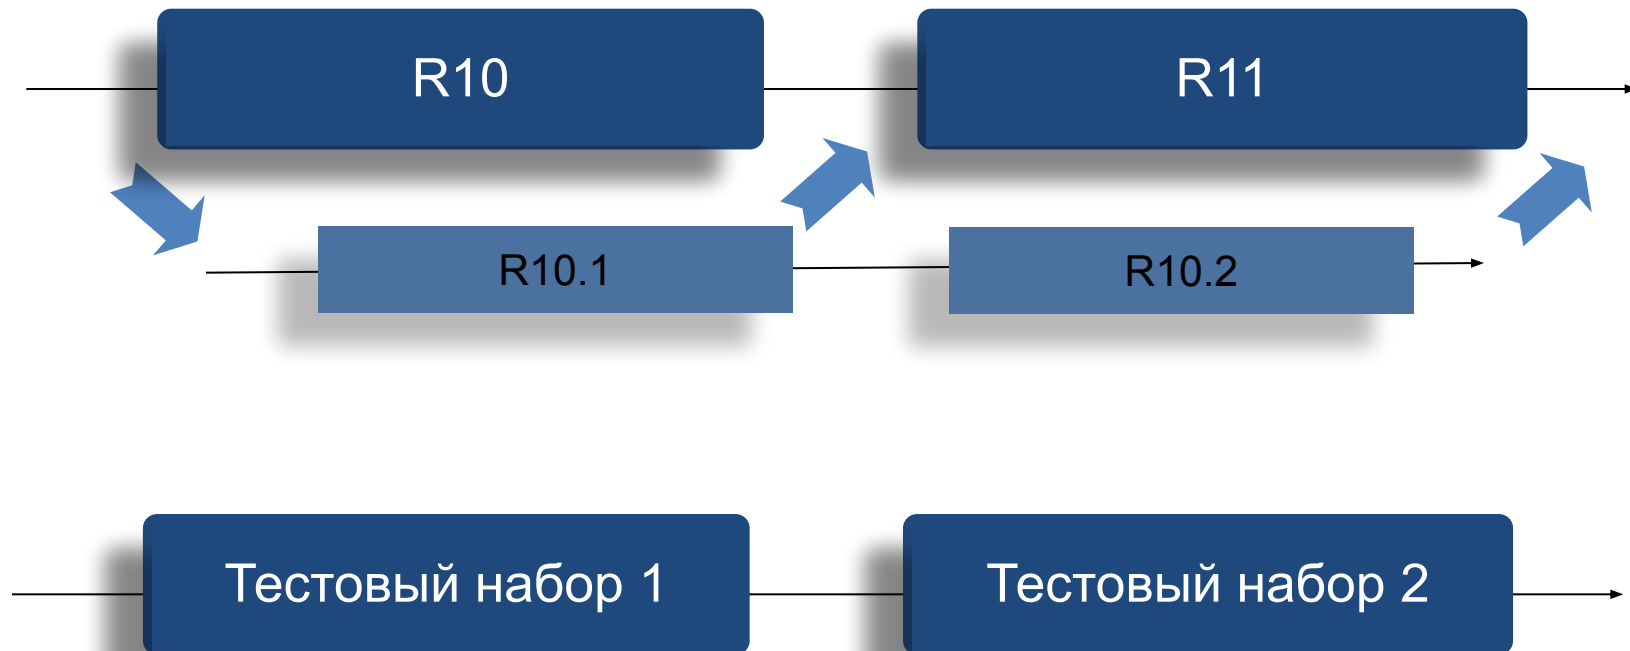 R10
R11
R10.1
R10.2
Тестовый набор 1
Тестовый набор 2